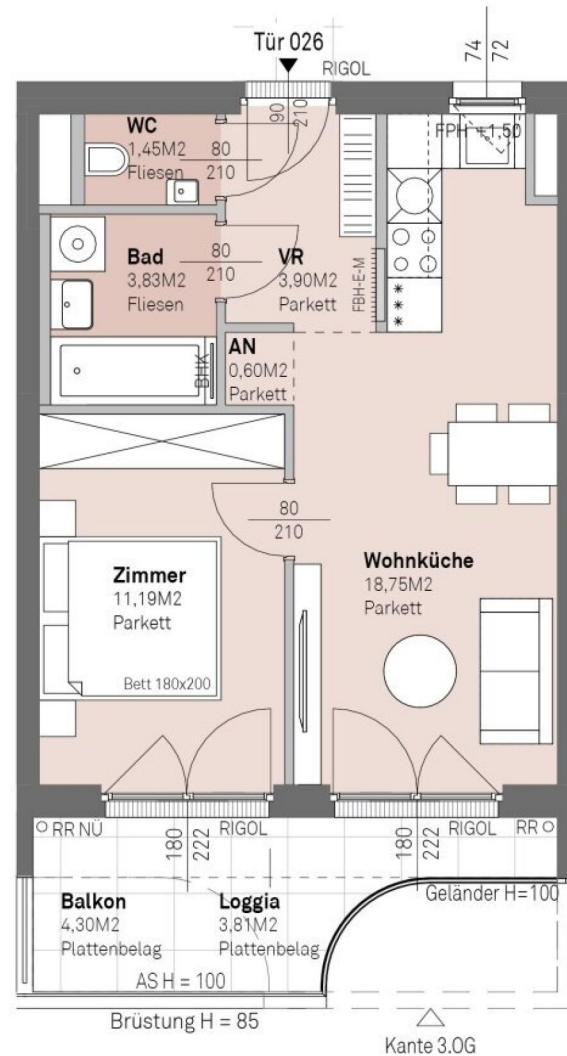 Tür 026
74
72
RIGOL
90
210
FPH +1,50
WC
1,45M2
Fliesen
80
210
Bad
3,83M2
Fliesen
80
210
VR
3,90M2
Parkett
FBH-E-M
AN
0,60M2
Parkett
BHK
80
210
Zimmer
11,19M2
Parkett
Bett 180x200
Wohnküche
18,75M2
Parkett
RR NÜ
180
222
RIGOL
180
222
RIGOL
RR
Geländer H=100
Balkon
4,30M2
Plattenbelag
Loggia
3,81M2
Plattenbelag
AS H = 100
Brüstung H = 85
Kante 3.OG